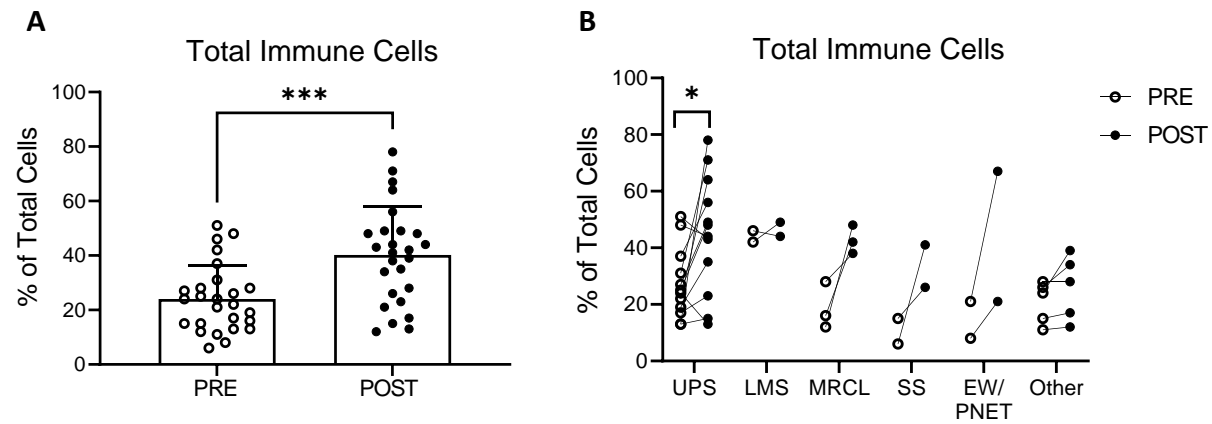 A
Total Immune Cells
% of Total Cells
100
80
60
40
20
0
***
PRE
POST
B
Total Immune Cells
% of Total Cells
100
80
60
40
20
0
*
UPS
LMS
MRCL
SS
EW/
PNET
Other
PRE
POST